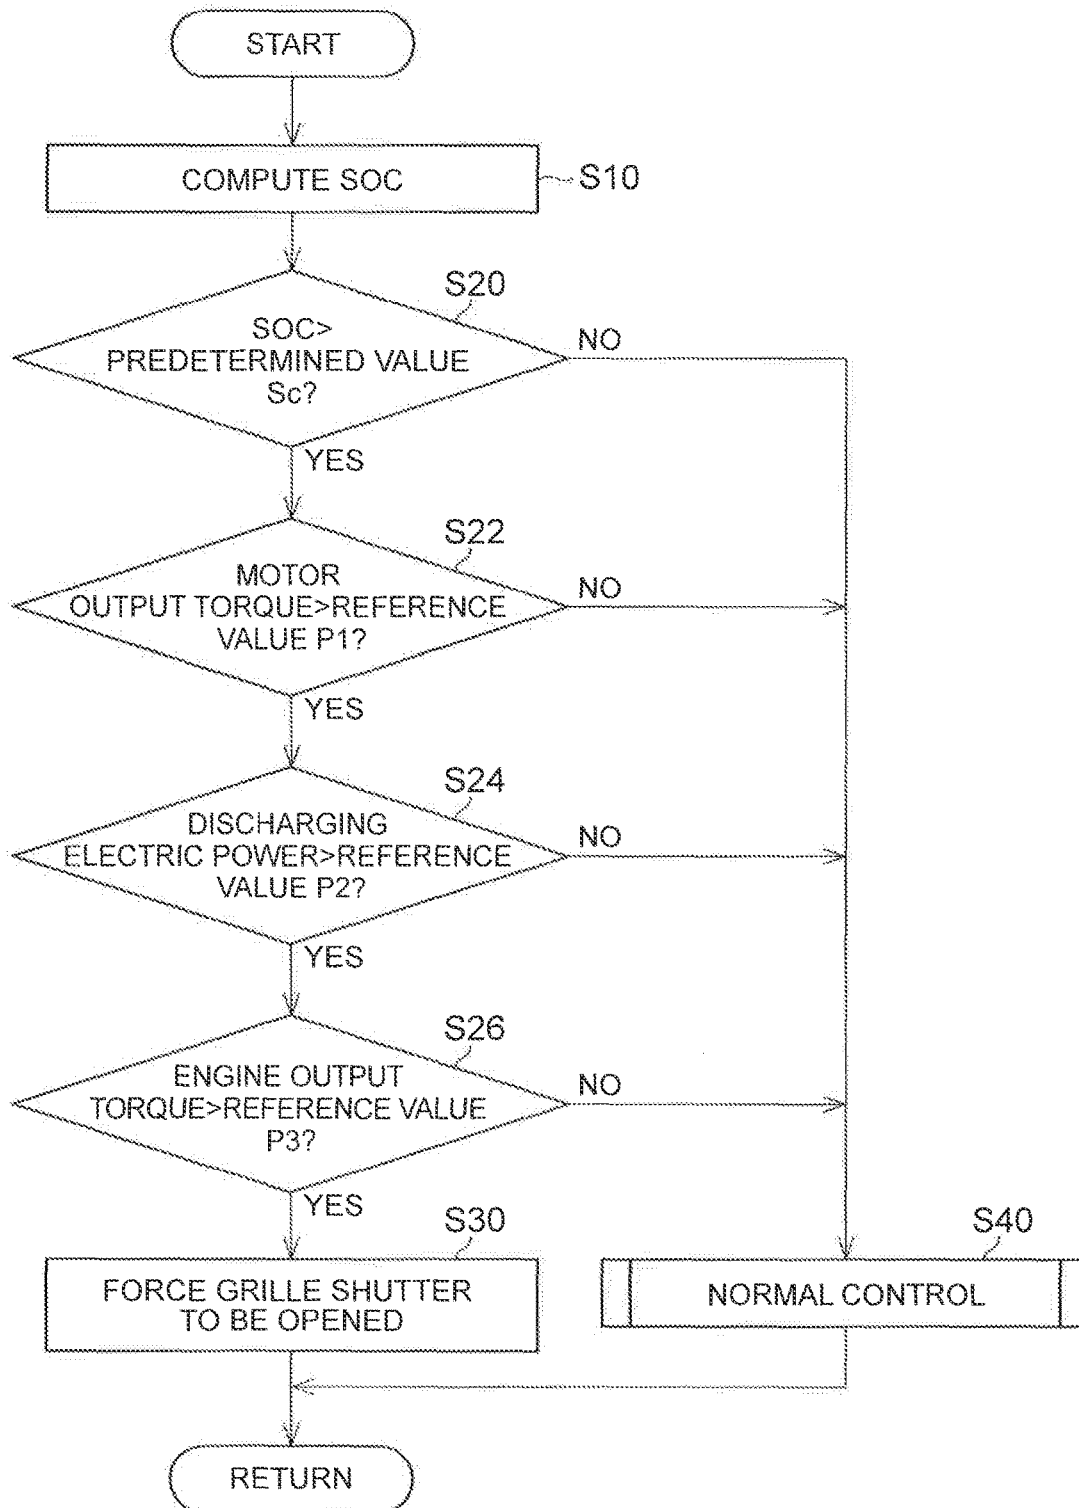 START
COMPUTE SOC
S10
S20
SOC>
PREDETERMINED VALUE
Sc?
NO
YES
S22
MOTOR
OUTPUT TORQUE>REFERENCE
VALUE P1?
NO
YES
S24
DISCHARGING
ELECTRIC POWER>REFERENCE
VALUE P2?
NO
YES
S26
ENGINE OUTPUT
TORQUE>REFERENCE VALUE
P3?
NO
YES
S30
FORCE GRILLE SHUTTER
TO BE OPENED
S40
NORMAL CONTROL
RETURN